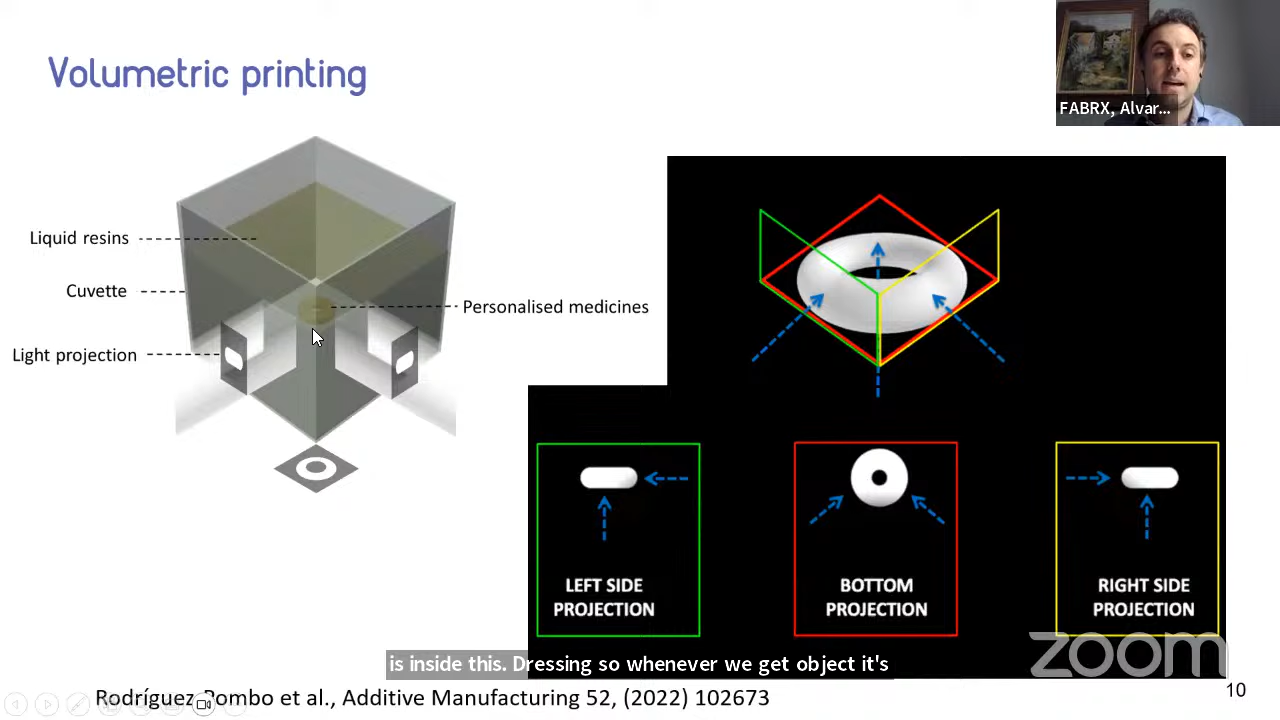 Volumetric printing
FABRX, Alvar...
Liquid resins
Cuvette
Light projection
Personalised medicines
LEFT SIDE
PROJECTION
BOTTOM
PROJECTION
RIGHT SIDE
PROJECTION
zoom
is inside this. Dressing so whenever we get object it's
Rodríguez-Pombo et al., Additive Manufacturing 52, (2022) 102673
10